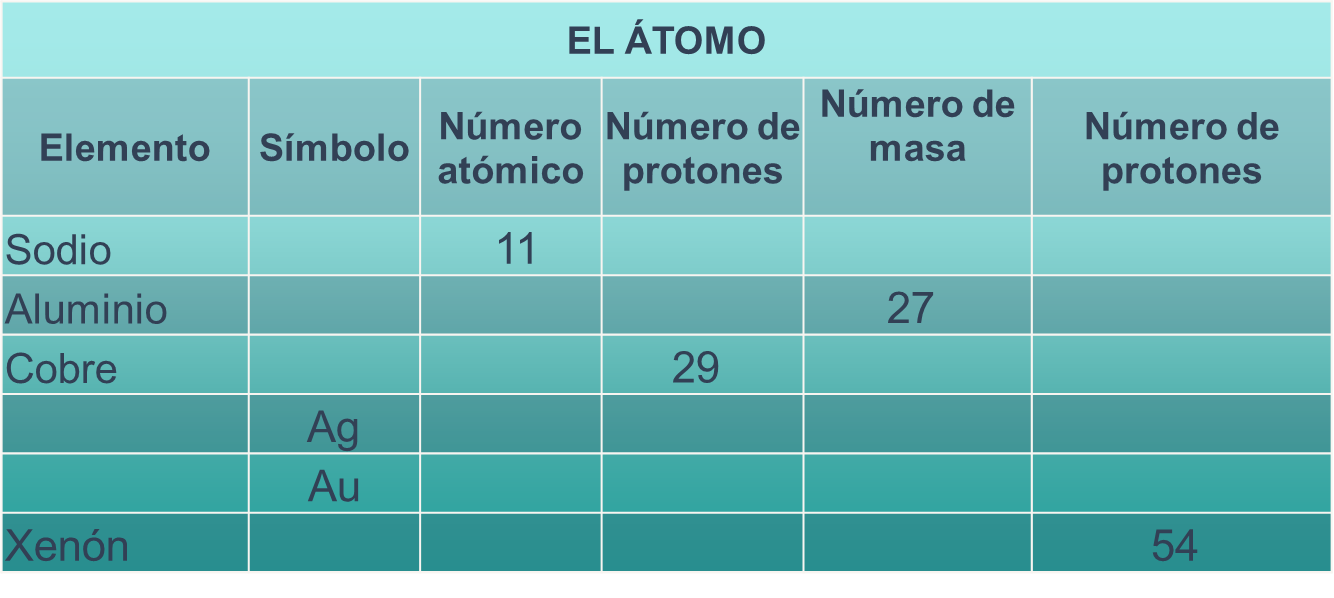 EL ÁTOMO
Elemento Símbolo Número atómico Número de protones Número de masa Número de protones
Sodio 11
Aluminio 27
Cobre 29
Ag
Au
Xenón 54